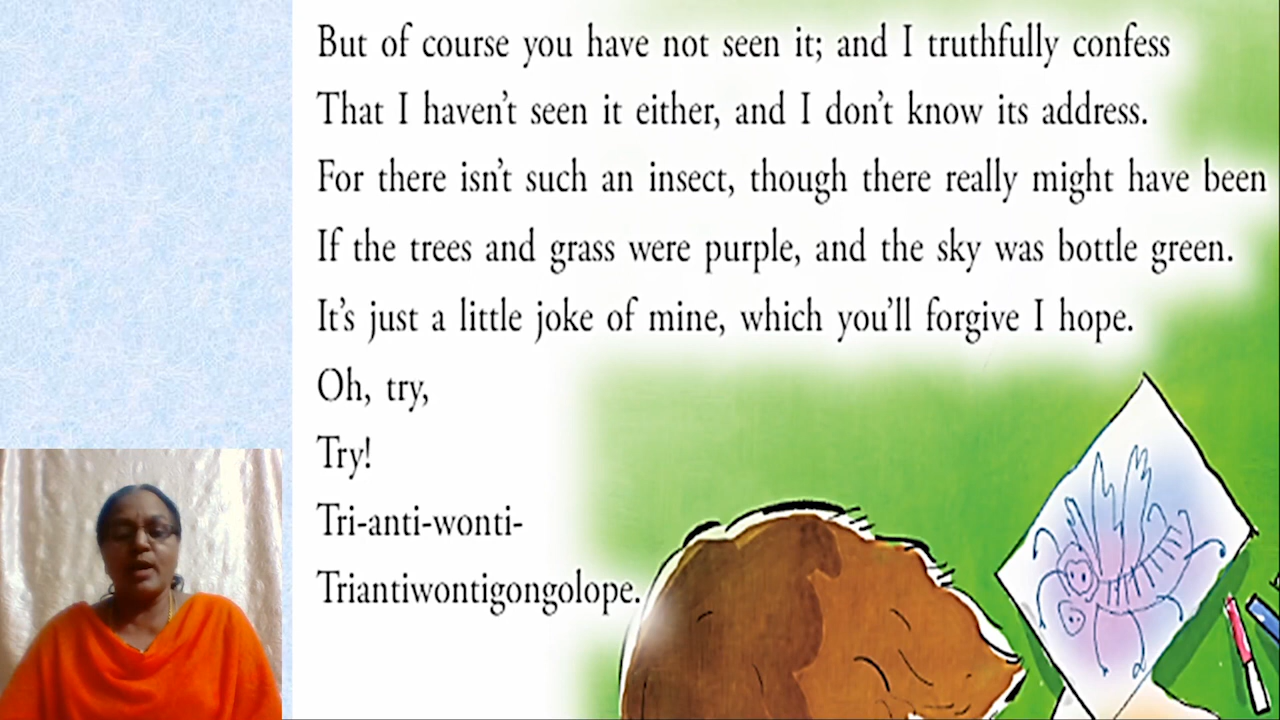 But of course you have not seen it; and I truthfully confess
That I haven't seen it either, and I don't know its address.
For there isn't such an insect, though there really might have been
If the trees and grass were purple, and the sky was bottle green.
It's just a little joke of mine, which you'll forgive I hope.
Oh, try,
Try!
Tri-anti-wonti-
Triantiwontigongolope.